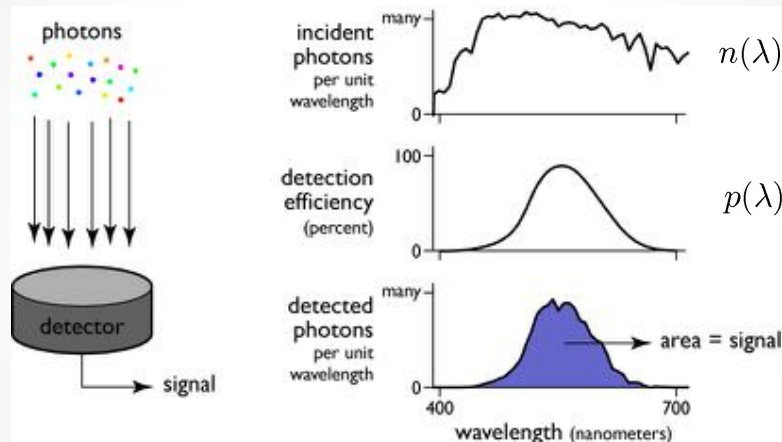 photons
detector
signal
incident
photons
per unit
wavelength
many
0
n(λ)
detection
efficiency
(percent)
100
0
p(λ)
detected
photons
per unit
wavelength
many
0
area = signal
400
700
wavelength (nanometers)